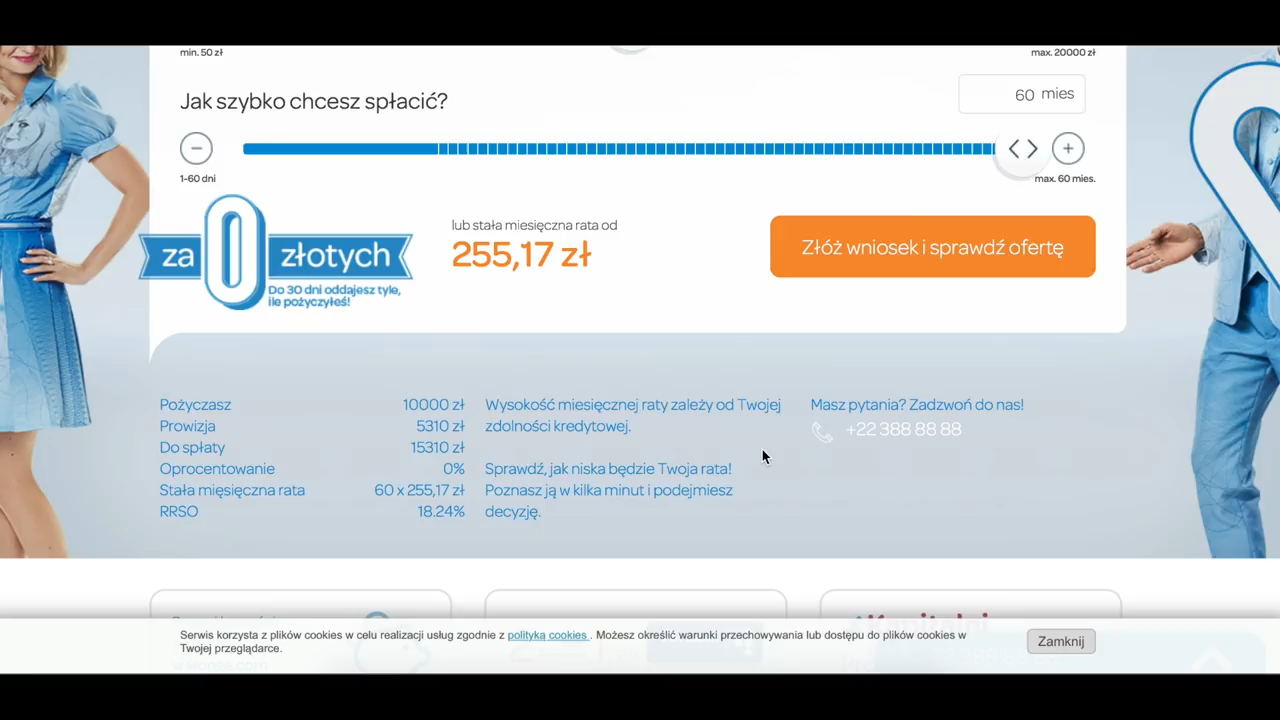 min. 50 zł
max. 20000 zł
Jak szybko chcesz spłacić?
60 mies
1-60 dni
max. 60 mies.
za 0 złotych
Do 30 dni oddajesz tyle,
ile pożyczyłeś!
lub stała miesięczna rata od
255,17 zł
Złóż wniosek i sprawdź ofertę
Pożyczasz 10000 zł
Prowizja 5310 zł
Do spłaty 15310 zł
Oprocentowanie 0%
Stała mięsięczna rata 60 x 255,17 zł
RRSO 18.24%
Wysokość miesięcznej raty zależy od Twojej
zdolności kredytowej.
Sprawdź, jak niska będzie Twoja rata!
Poznasz ją w kilka minut i podejmiesz
decyzję.
Masz pytania? Zadzwoń do nas!
+22 388 88 88
Kapitalni
Serwis korzysta z plików cookies w celu realizacji usług zgodnie z polityką cookies . Możesz określić warunki przechowywania lub dostępu do plików cookies w
Twojej przeglądarce.
Zamknij